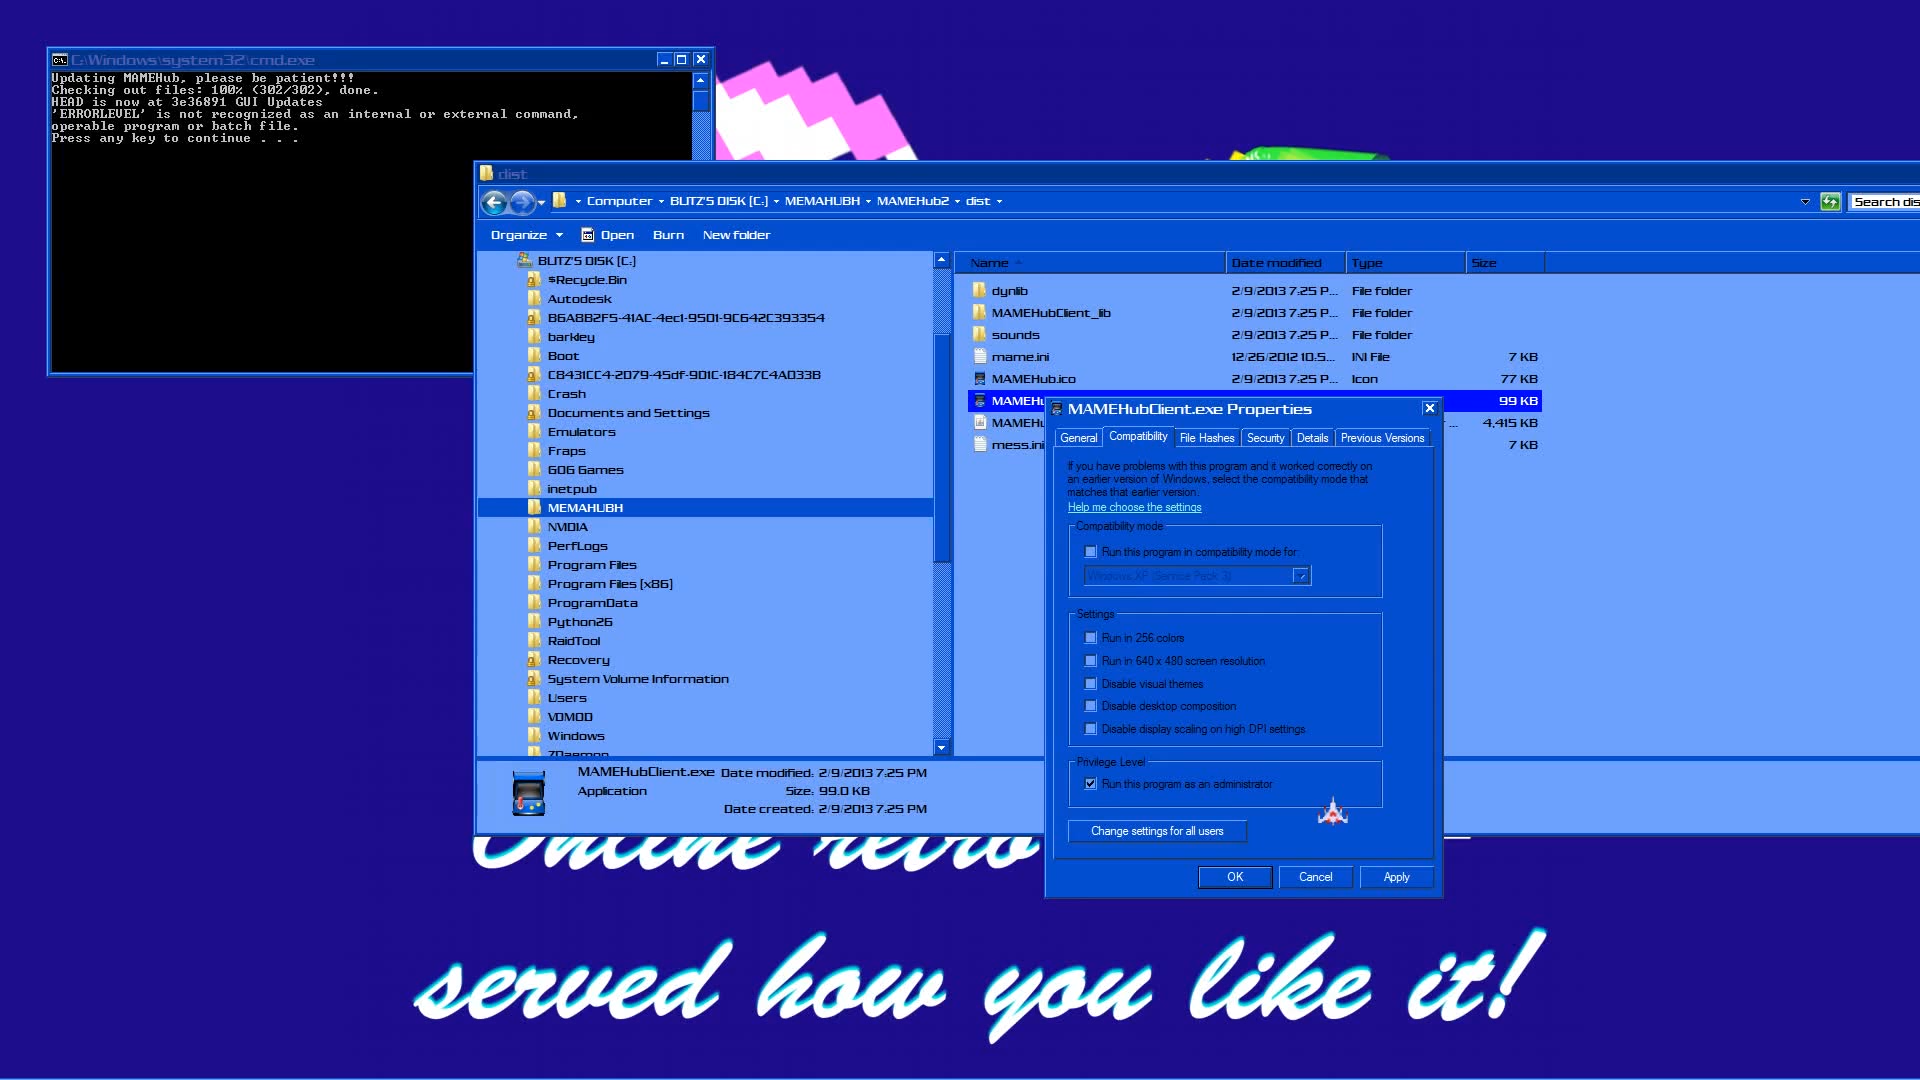 C:\Windows\system32\cmd.exe
Updating MAMEHub, please be patient!!!
Checking out files: 100% (302/302), done.
HEAD is now at 3e36891 GUI Updates
'ERRORLEVEL' is not recognized as an internal or external command,
operable program or batch file.
Press any key to continue . . .
dist
Computer BLITZ'S DISK [C:] MEMAHUBH MAMEHub2 dist
Search dis
Organize Open Burn New folder
BLITZ'S DISK [C:]
$Recycle.Bin
Autodesk
B6A8B2F5-41AC-4ec1-9501-9C642C393354
barkley
Boot
C8431CC4-2D79-45df-901C-184C7C4AD33B
Crash
Documents and Settings
Emulators
Fraps
GOG Games
inetpub
MEMAHUBH
NVIDIA
PerfLogs
Program Files
Program Files [x86]
ProgramData
Python26
RaidTool
Recovery
System Volume Information
Users
VDMOD
Windows
Name Date modified Type Size
dynlib 2/9/2013 7:25 P... File folder
MAMEHubClient_lib 2/9/2013 7:25 P... File folder
sounds 2/9/2013 7:25 P... File folder
mame.ini 12/26/2012 10:5... INI File 7 KB
MAMEHub.ico 2/9/2013 7:25 P... Icon 77 KB
MAMEHu 99 KB
MAMEHu ... 4,415 KB
mess.ini 7 KB
MAMEHubClient.exe Date modified: 2/9/2013 7:25 PM
Application Size: 99.0 KB
Date created: 2/9/2013 7:25 PM
MAMEHubClient.exe Properties
General Compatibility File Hashes Security Details Previous Versions
If you have problems with this program and it worked correctly on
an earlier version of Windows, select the compatibility mode that
matches that earlier version.
Help me choose the settings
Compatibility mode
Run this program in compatibility mode for:
Windows XP (Service Pack 3)
Settings
Run in 256 colors
Run in 640 x 480 screen resolution
Disable visual themes
Disable desktop composition
Disable display scaling on high DPI settings
Privilege Level
Run this program as an administrator
Change settings for all users
OK Cancel Apply
Online retro
served how you like it!